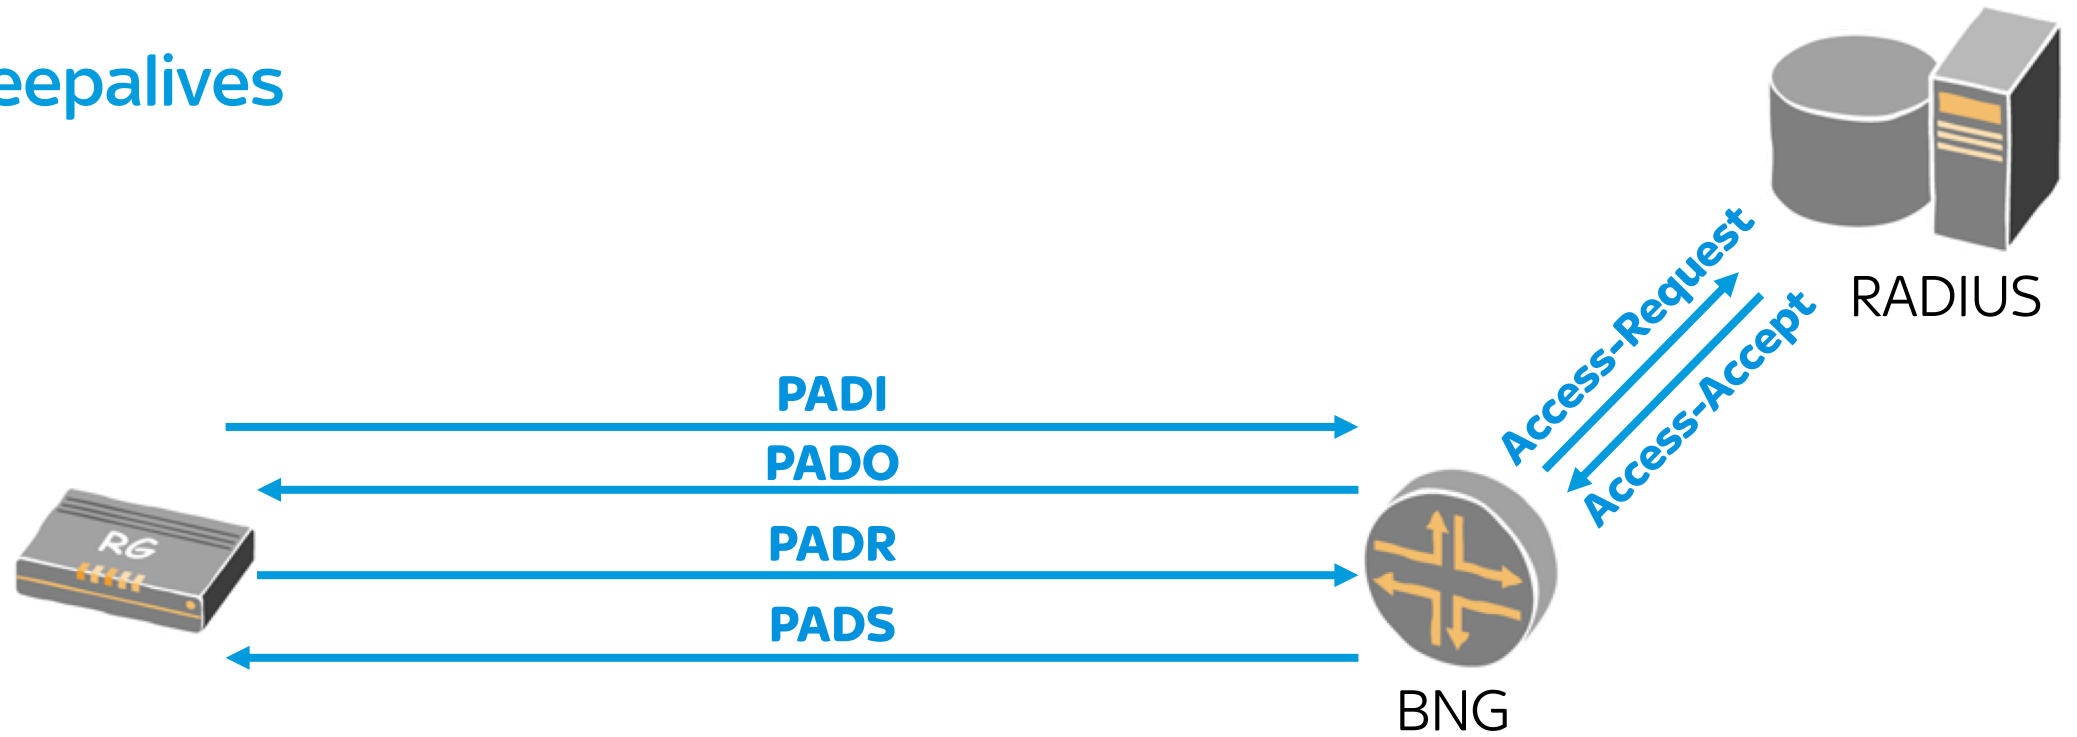 eepalives
RADIUS
Access-Request
Access-Accept
PADI
PADO
PADR
PADS
RG
BNG